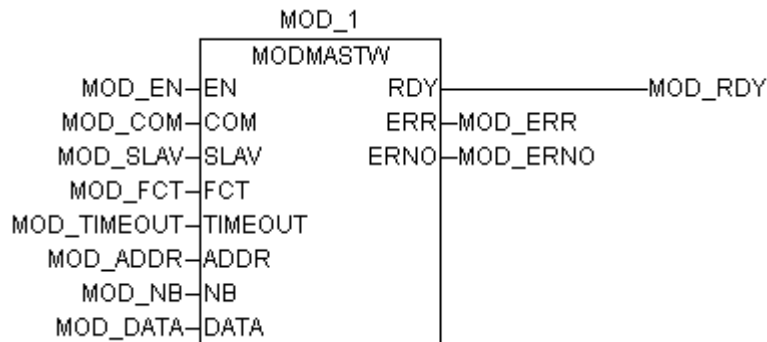 MOD_1
MODMASTW
MOD_EN EN RDY MOD_RDY
MOD_COM COM ERR MOD_ERR
MOD_SLAV SLAV ERNO MOD_ERNO
MOD_FCT FCT
MOD_TIMEOUT TIMEOUT
MOD_ADDR ADDR
MOD_NB NB
MOD_DATA DATA